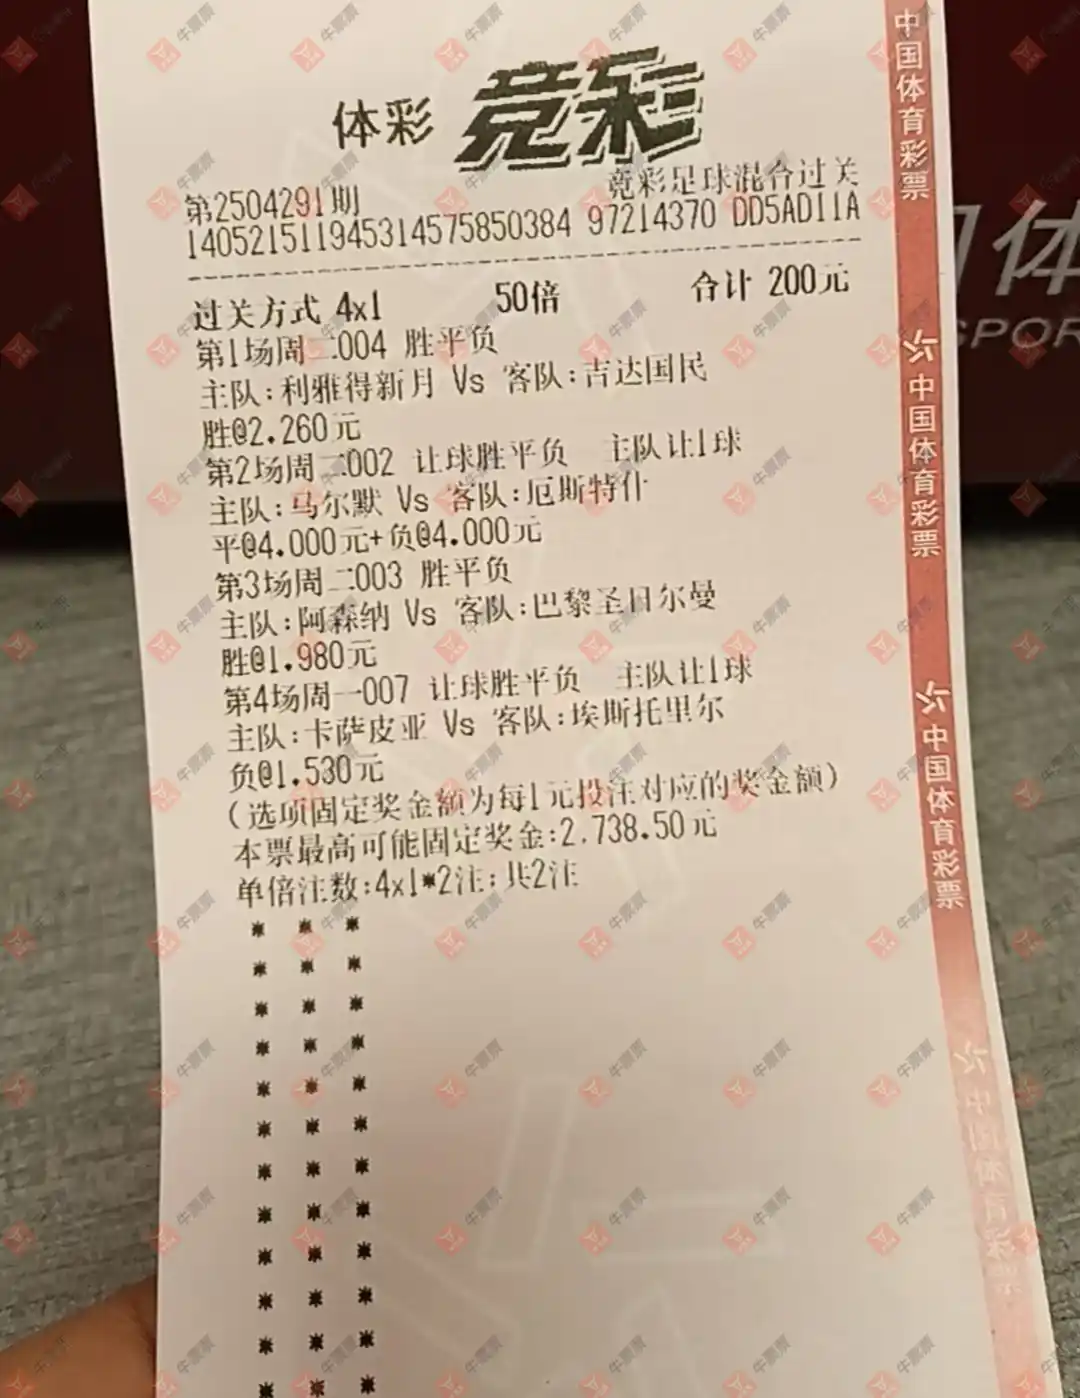 体彩 竞彩
竞彩足球混合过关
第2504291期
140521511945314575850384 97214370 DD5AD11A
过关方式 4x1 50倍 合计 200元
第1场周二004 胜平负
主队:利雅得新月 Vs 客队:吉达国民
胜@2.260元
第2场周二002 让球胜平负 主队让1球
主队:马尔默 Vs 客队:厄斯特什
平@4.000元+负@4.000元
第3场周二003 胜平负
主队:阿森纳 Vs 客队:巴黎圣日尔曼
胜@1.980元
第4场周一007 让球胜平负 主队让1球
主队:卡萨皮亚 Vs 客队:埃斯托里尔
负@1.530元
(选项固定奖金额为每1元投注对应的奖金额)
本票最高可能固定奖金:2,738.50元
单倍注数:4x1*2注;共2注
中国体育彩票
中国体育彩票
中国体育彩票
中国体育彩票
体
SPOR
牛票票